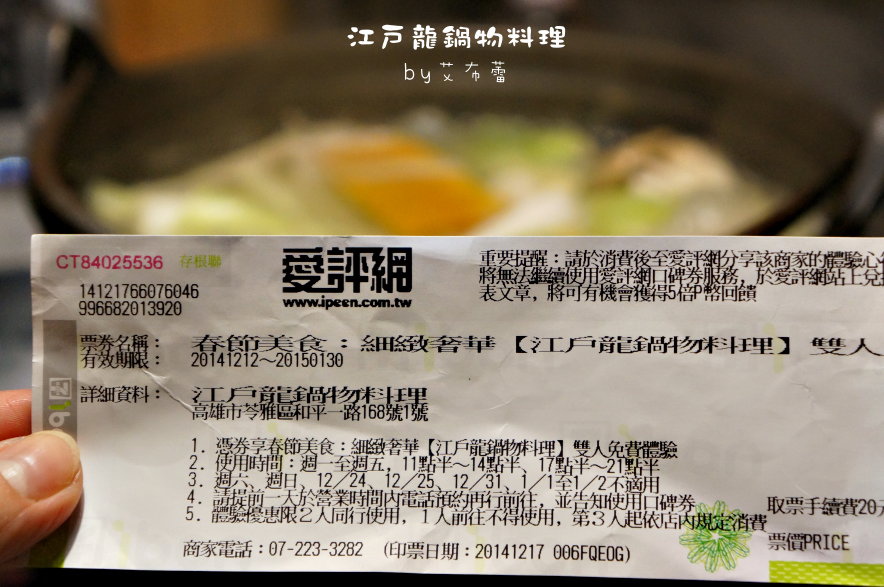 江戶龍鍋物料理
by艾布蕾
CT84025536 存根聯
愛評網
www.ipeen.com.tw
重要提醒：請於消費後至愛評網分享該商家的體驗心
將無法繼續使用愛評網口碑券服務，於愛評網站上兌
表文章，將可有機會獲得5倍P幣回饋
14121766076046
996682013920
票券名稱： 春節美食：細緻奢華【江戶龍鍋物料理】雙人
有效期限： 20141212～20150130
詳細資料： 江戶龍鍋物料理
高雄市苓雅區和平一路168號1號
1. 憑券享春節美食：細緻奢華【江戶龍鍋物料理】雙人免費體驗
2. 使用時間：週一至週五，11點半～14點半、17點半～21點半
3. 週六、週日、12/24、12/25、12/31、1/1至1/2不適用
4. 請提前一天於營業時間內電話預約再行前往，並告知使用口碑券
5. 體驗優惠限2人同行使用，1人前往不得使用，第3人起依店內規定消費
取票手續費20元
票價PRICE
商家電話：07-223-3282 (印票日期：20141217 006FQEOG)